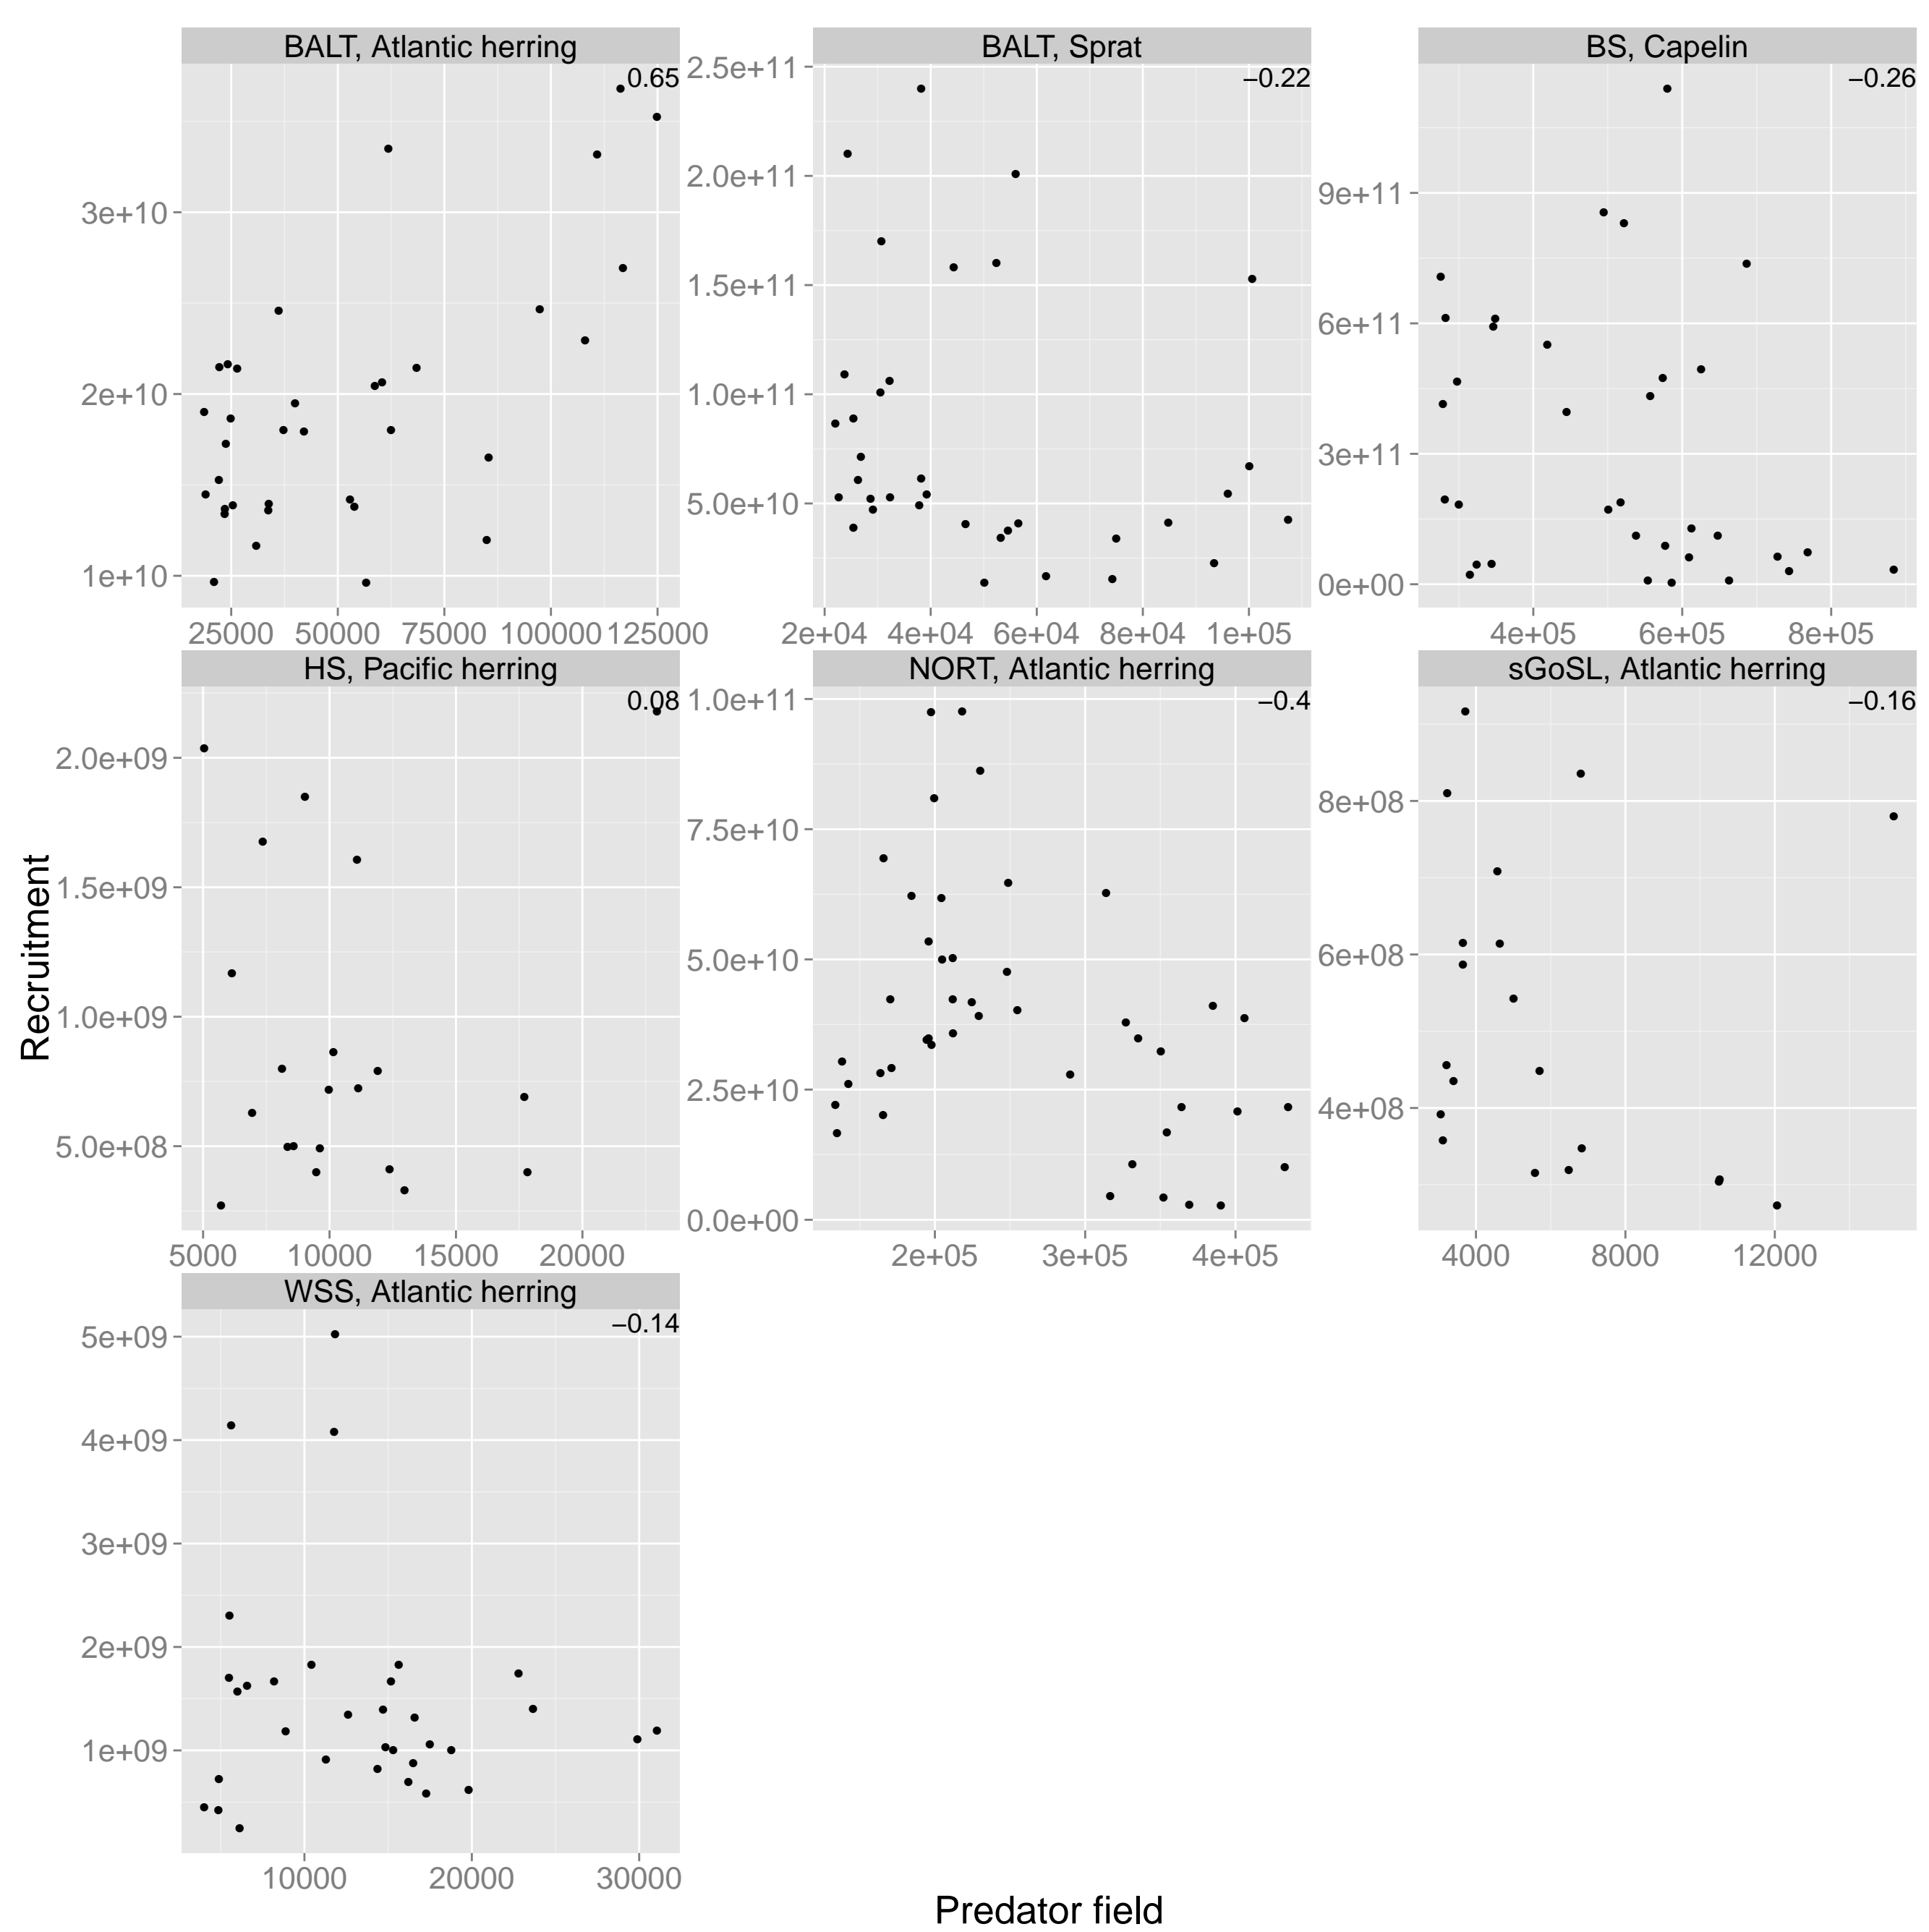 BALT, Atlantic herring
BALT, Sprat
BS, Capelin
0.65
−0.22
−0.26
3e+10
2e+10
1e+10
2.5e+11
2.0e+11
1.5e+11
1.0e+11
5.0e+10
9e+11
6e+11
3e+11
0e+00
25000 50000 75000 100000 125000
2e+04 4e+04 6e+04 8e+04 1e+05
4e+05 6e+05 8e+05
HS, Pacific herring
NORT, Atlantic herring
sGoSL, Atlantic herring
0.08
−0.4
−0.16
2.0e+09
1.5e+09
1.0e+09
5.0e+08
1.0e+11
7.5e+10
5.0e+10
2.5e+10
0.0e+00
8e+08
6e+08
4e+08
5000 10000 15000 20000
2e+05 3e+05 4e+05
4000 8000 12000
WSS, Atlantic herring
−0.14
5e+09
4e+09
3e+09
2e+09
1e+09
10000 20000 30000
Recruitment
Predator field